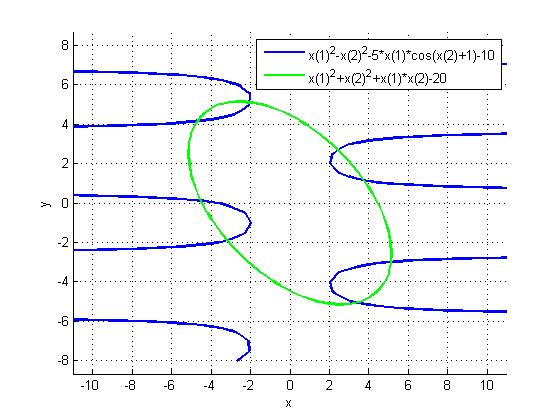 x(1)²-x(2)²-5*x(1)*cos(x(2)+1)-10
x(1)²+x(2)²+x(1)*x(2)-20
8
6
4
2
0
-2
-4
-6
-8
y
-10 -8 -6 -4 -2 0 2 4 6 8 10
x